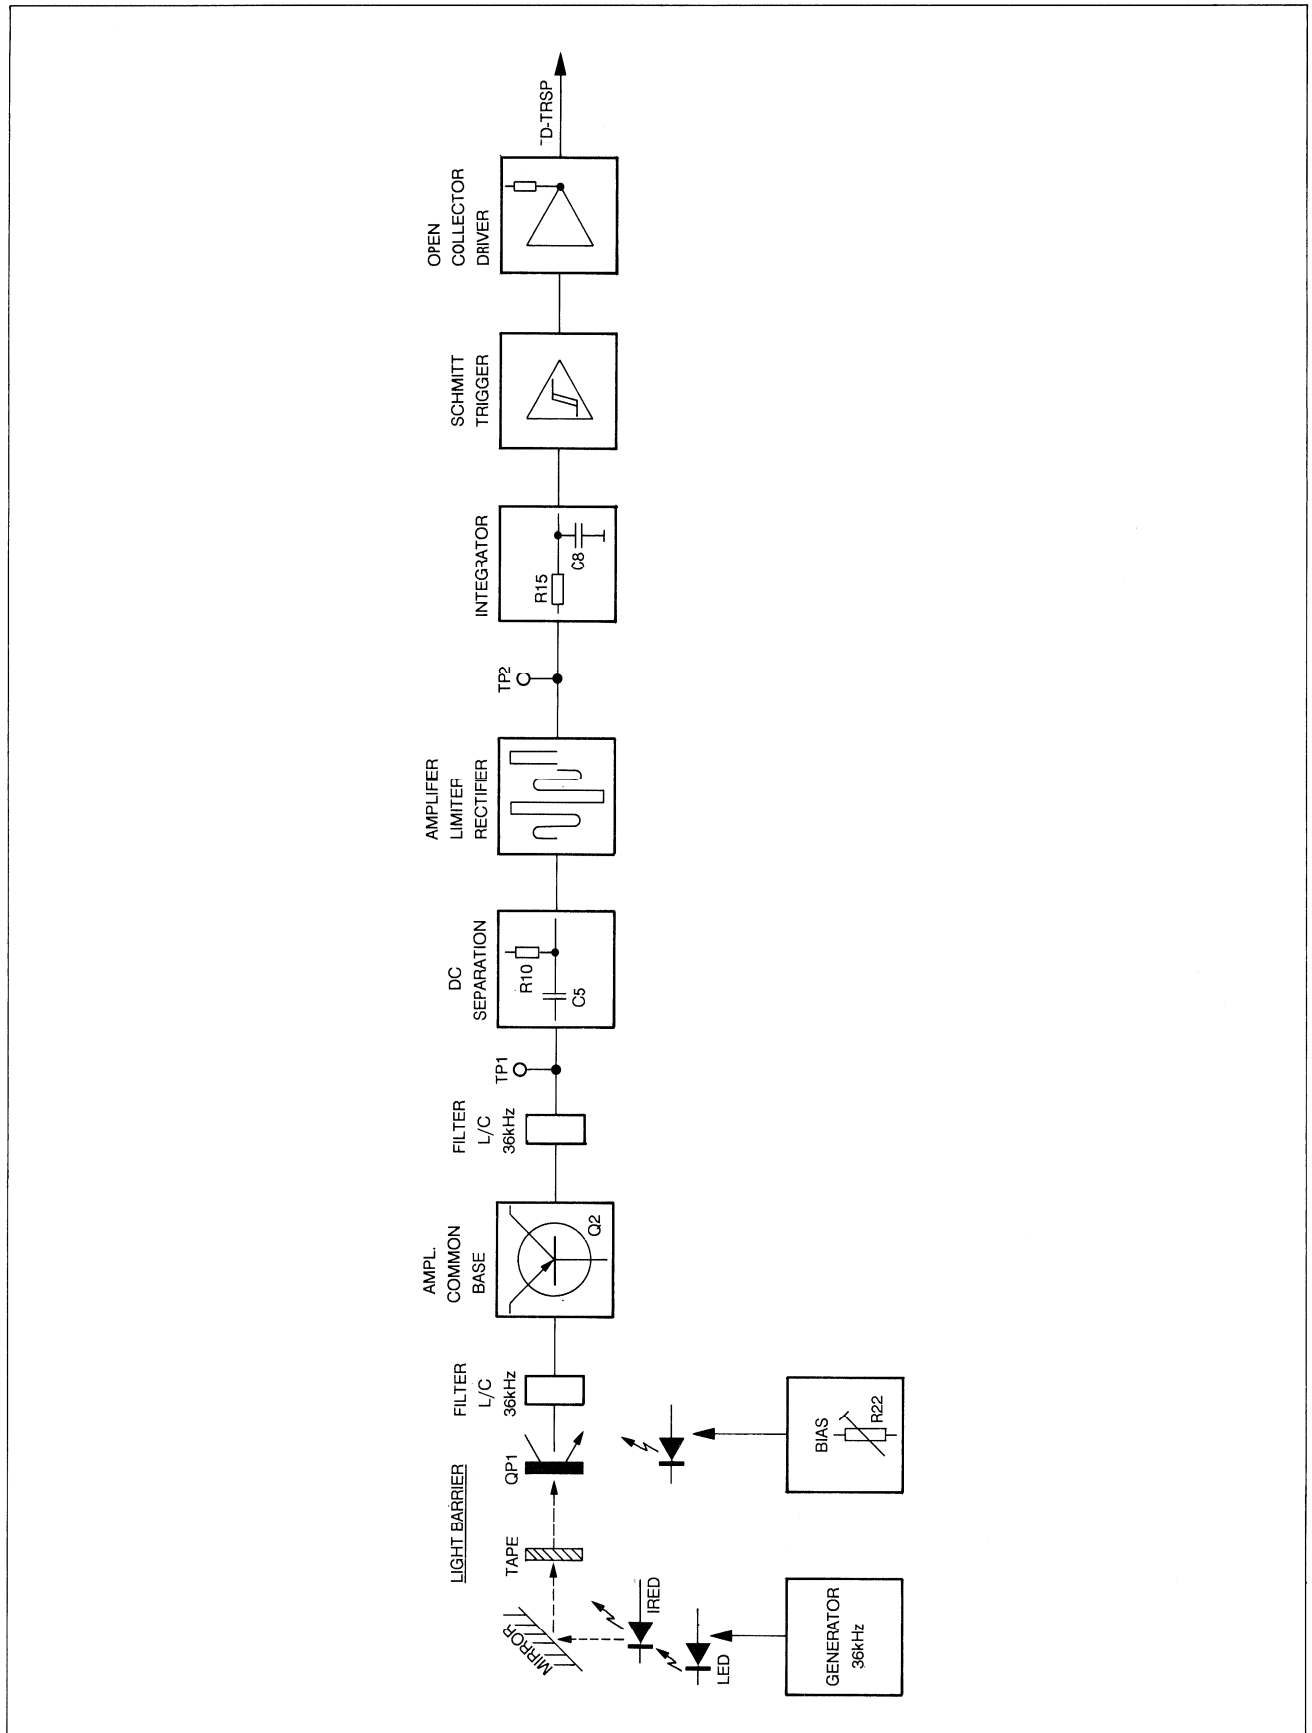 LIGHT BARRIER
MIRROR
TAPE
QP1
IRED
LED
GENERATOR
36kHz
BIAS
R22
FILTER
L/C
36kHz
AMPL.
COMMON
BASE
Q2
FILTER
L/C
36kHz
TP1
DC
SEPARATION
R10
C5
AMPLIFER
LIMITER
RECTIFIER
TP2
INTEGRATOR
R15
C8
SCHMITT
TRIGGER
OPEN
COLLECTOR
DRIVER
TD-TRSP